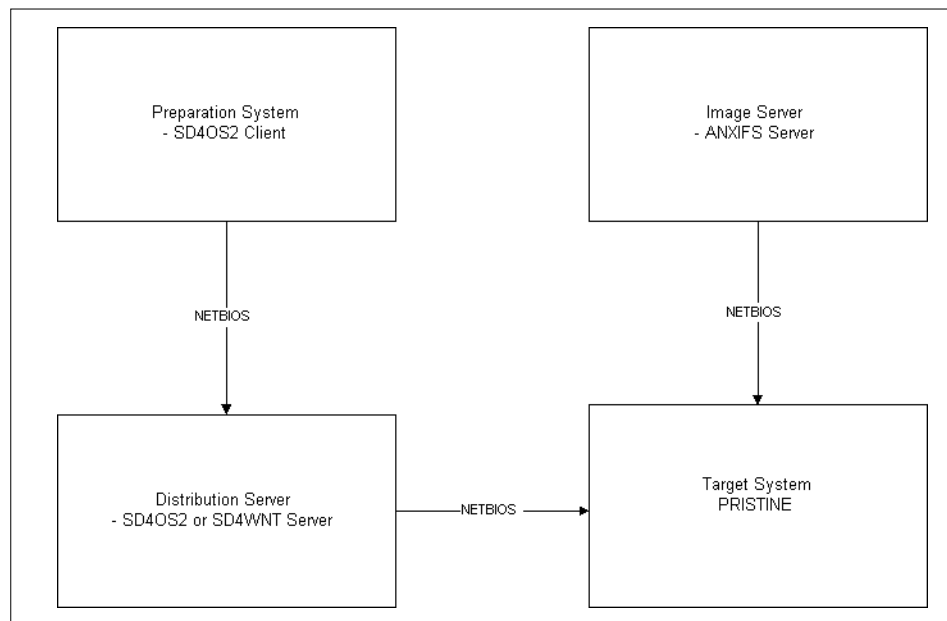 Preparation System
- SD4OS2 Client
Image Server
- ANXIFS Server
NETBIOS
NETBIOS
Distribution Server
- SD4OS2 or SD4WNT Server
NETBIOS
Target System
PRISTINE